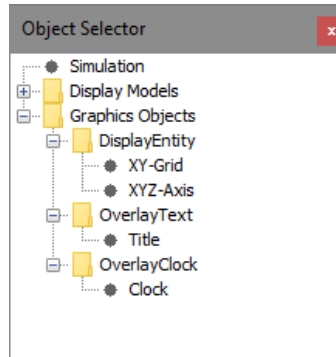 Object Selector
x
Simulation
Display Models
Graphics Objects
DisplayEntity
XY-Grid
XYZ-Axis
OverlayText
Title
OverlayClock
Clock